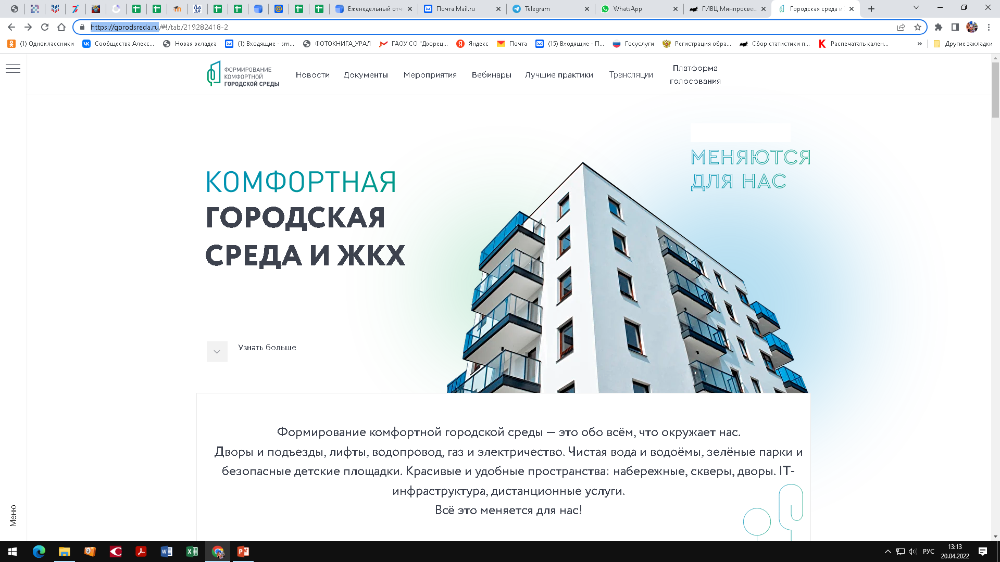 Еженедельный отч
Почта Mail.ru
Telegram
WhatsApp
ГИВЦ Минпросвещ
Городская среда и
https://gorodsreda.ru/#!/tab/219282418-2
(1) Одноклассники
Сообщества Алекс...
Новая вкладка
(1) Входящие - sm...
ФОТОКНИГА_УРАЛ
ГАОУ СО "Дворец...
Яндекс
Почта
(15) Входящие - П...
Госуслуги
Регистрация обра...
Сбор статистики п...
Распечатать кален...
Другие закладки
ФОРМИРОВАНИЕ
КОМФОРТНОЙ
ГОРОДСКОЙ СРЕДЫ
Новости
Документы
Мероприятия
Вебинары
Лучшие практики
Трансляции
Платформа
голосования
МЕНЯЮТСЯ
ДЛЯ НАС
КОМФОРТНАЯ
ГОРОДСКАЯ
СРЕДА И ЖКХ
Узнать больше
Формирование комфортной городской среды — это обо всём, что окружает нас.
Дворы и подъезды, лифты, водопровод, газ и электричество. Чистая вода и водоёмы, зелёные парки и
безопасные детские площадки. Красивые и удобные пространства: набережные, скверы, дворы. IT-
инфраструктура, дистанционные услуги.
Всё это меняется для нас!
Меню
РУС
13:13
20.04.2022